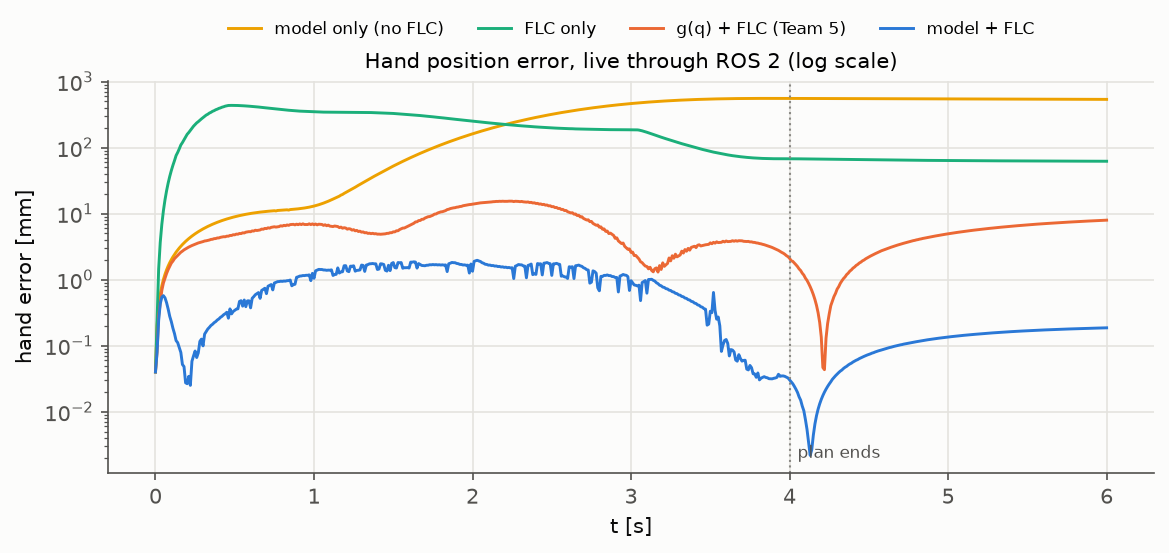 model only (no FLC) FLC only g(q) + FLC (Team 5) model + FLC
Hand position error, live through ROS 2 (log scale)
hand error [mm]
10³
10²
10¹
10⁰
10⁻¹
10⁻²
plan ends
0 1 2 3 4 5 6
t [s]